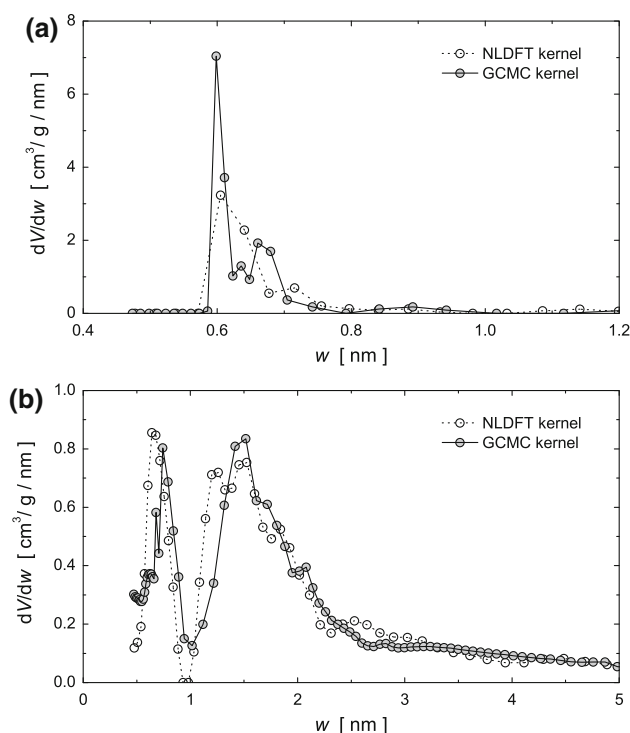 (a)
NLDFT kernel
GCMC kernel
8
6
4
2
0
dV/dw [ cm³/ g / nm ]
0.4 0.6 0.8 1.0 1.2
w [ nm ]
(b)
NLDFT kernel
GCMC kernel
1.0
0.8
0.6
0.4
0.2
0.0
dV/dw [ cm³/ g / nm ]
0 1 2 3 4 5
w [ nm ]